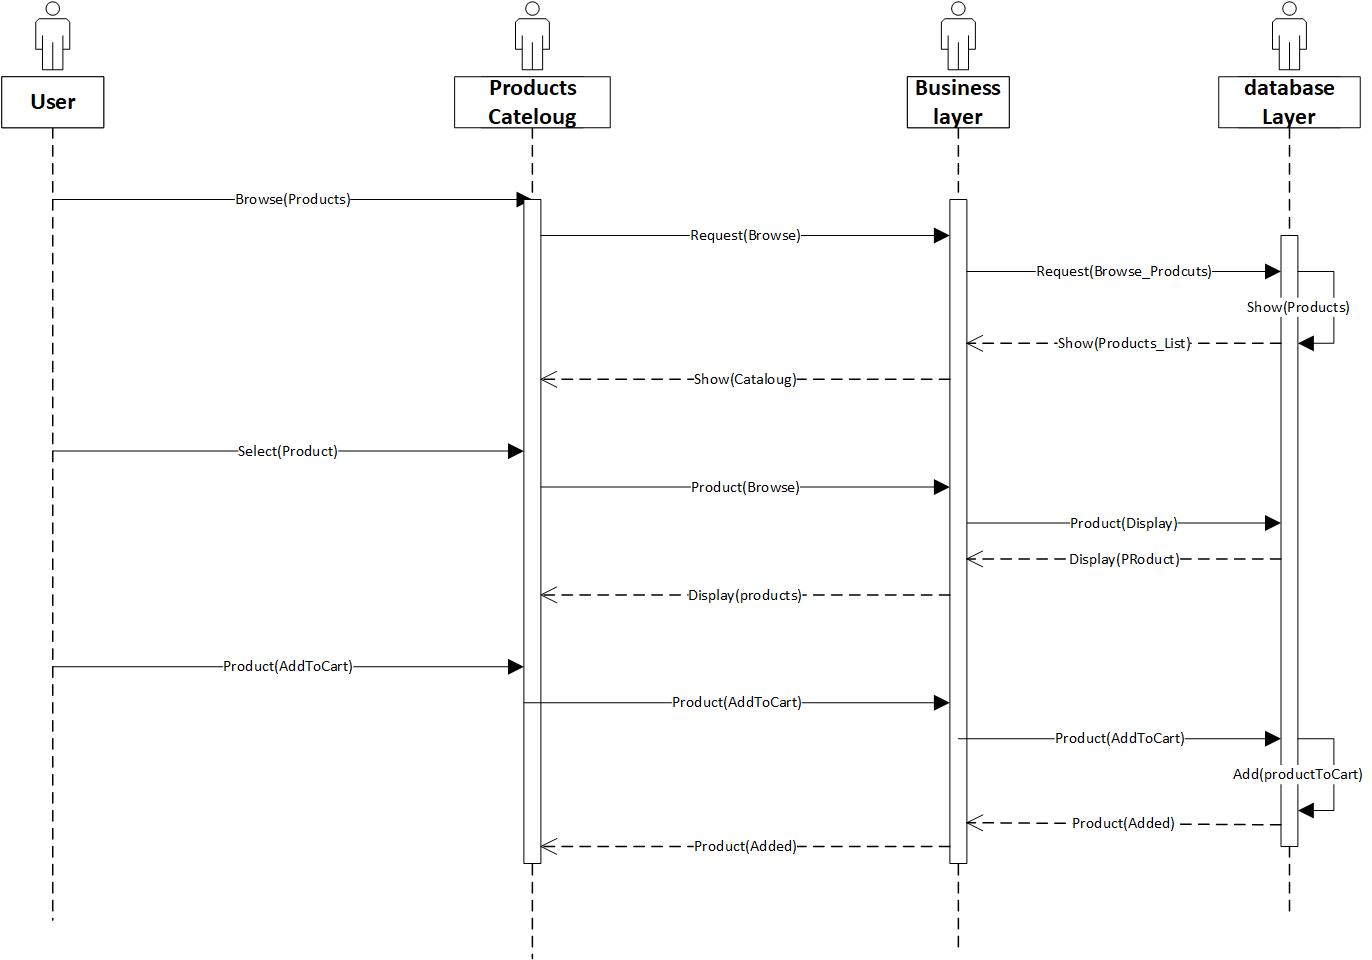 User
Products
Cateloug
Business
layer
database
Layer
Browse(Products)
Request(Browse)
Request(Browse_Prodcuts)
Show(Products)
Show(Products_List)
Show(Cataloug)
Select(Product)
Product(Browse)
Product(Display)
Display(PRoduct)
Display(products)
Product(AddToCart)
Product(AddToCart)
Product(AddToCart)
Add(productToCart)
Product(Added)
Product(Added)